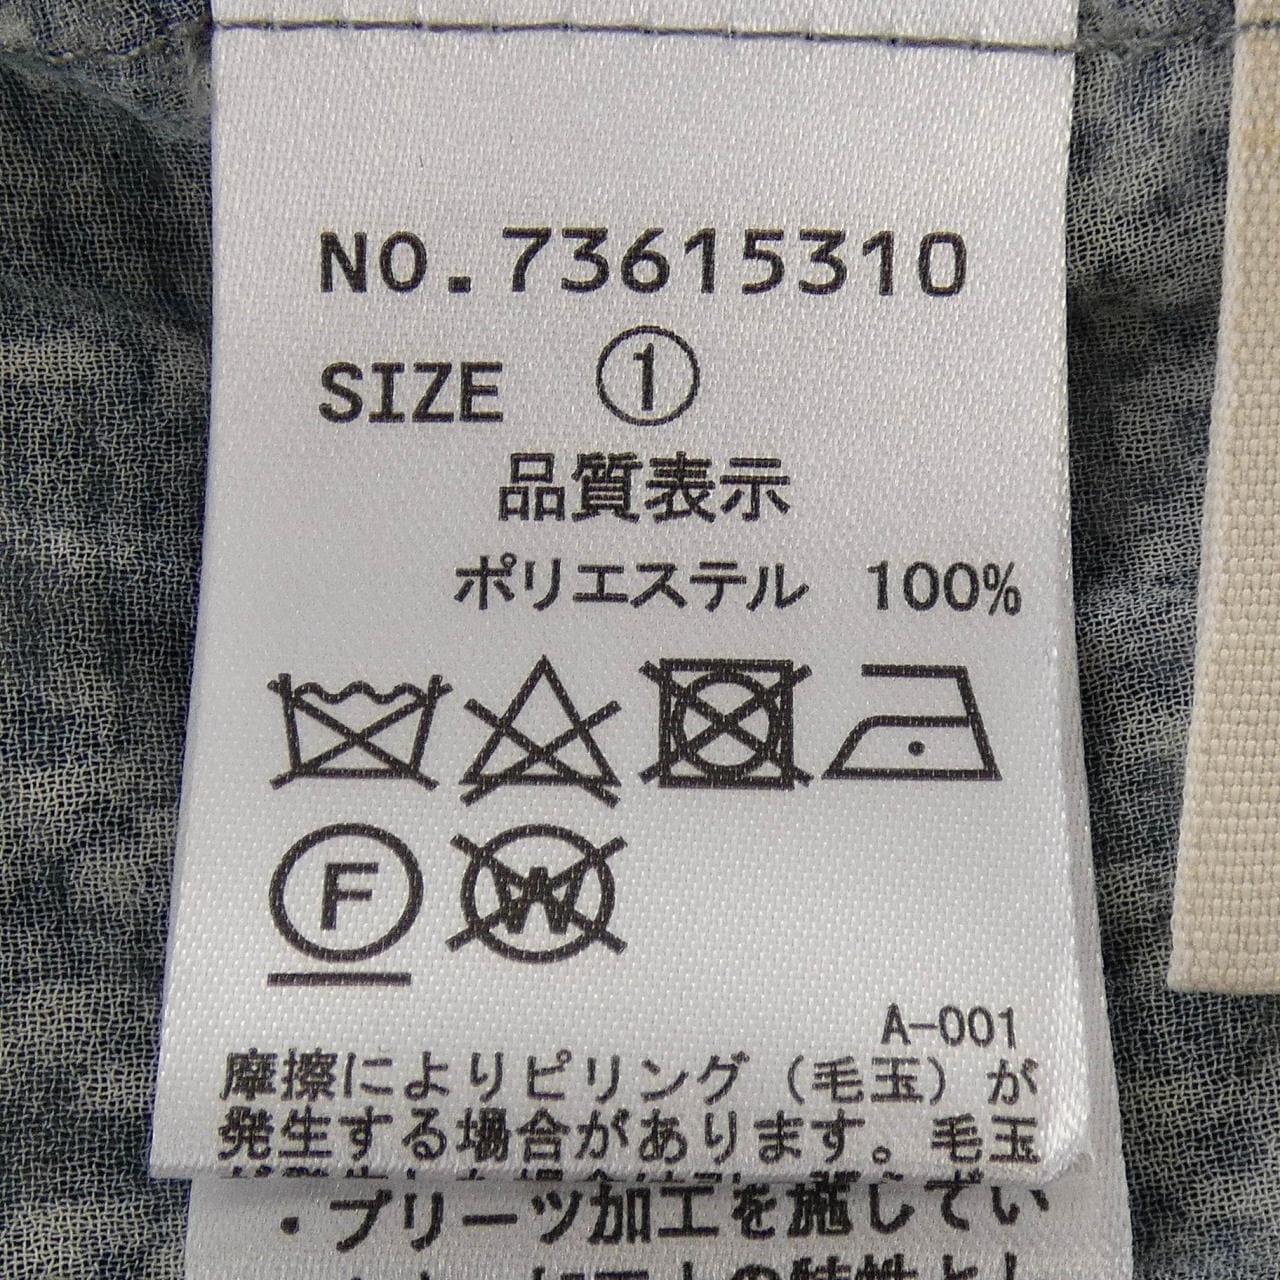 NO.73615310
SIZE ①
品質表示
ポリエステル 100%
F W
A-001
摩擦によりピリング（毛玉）が
発生する場合があります。毛玉
・プリーツ加工を施してい